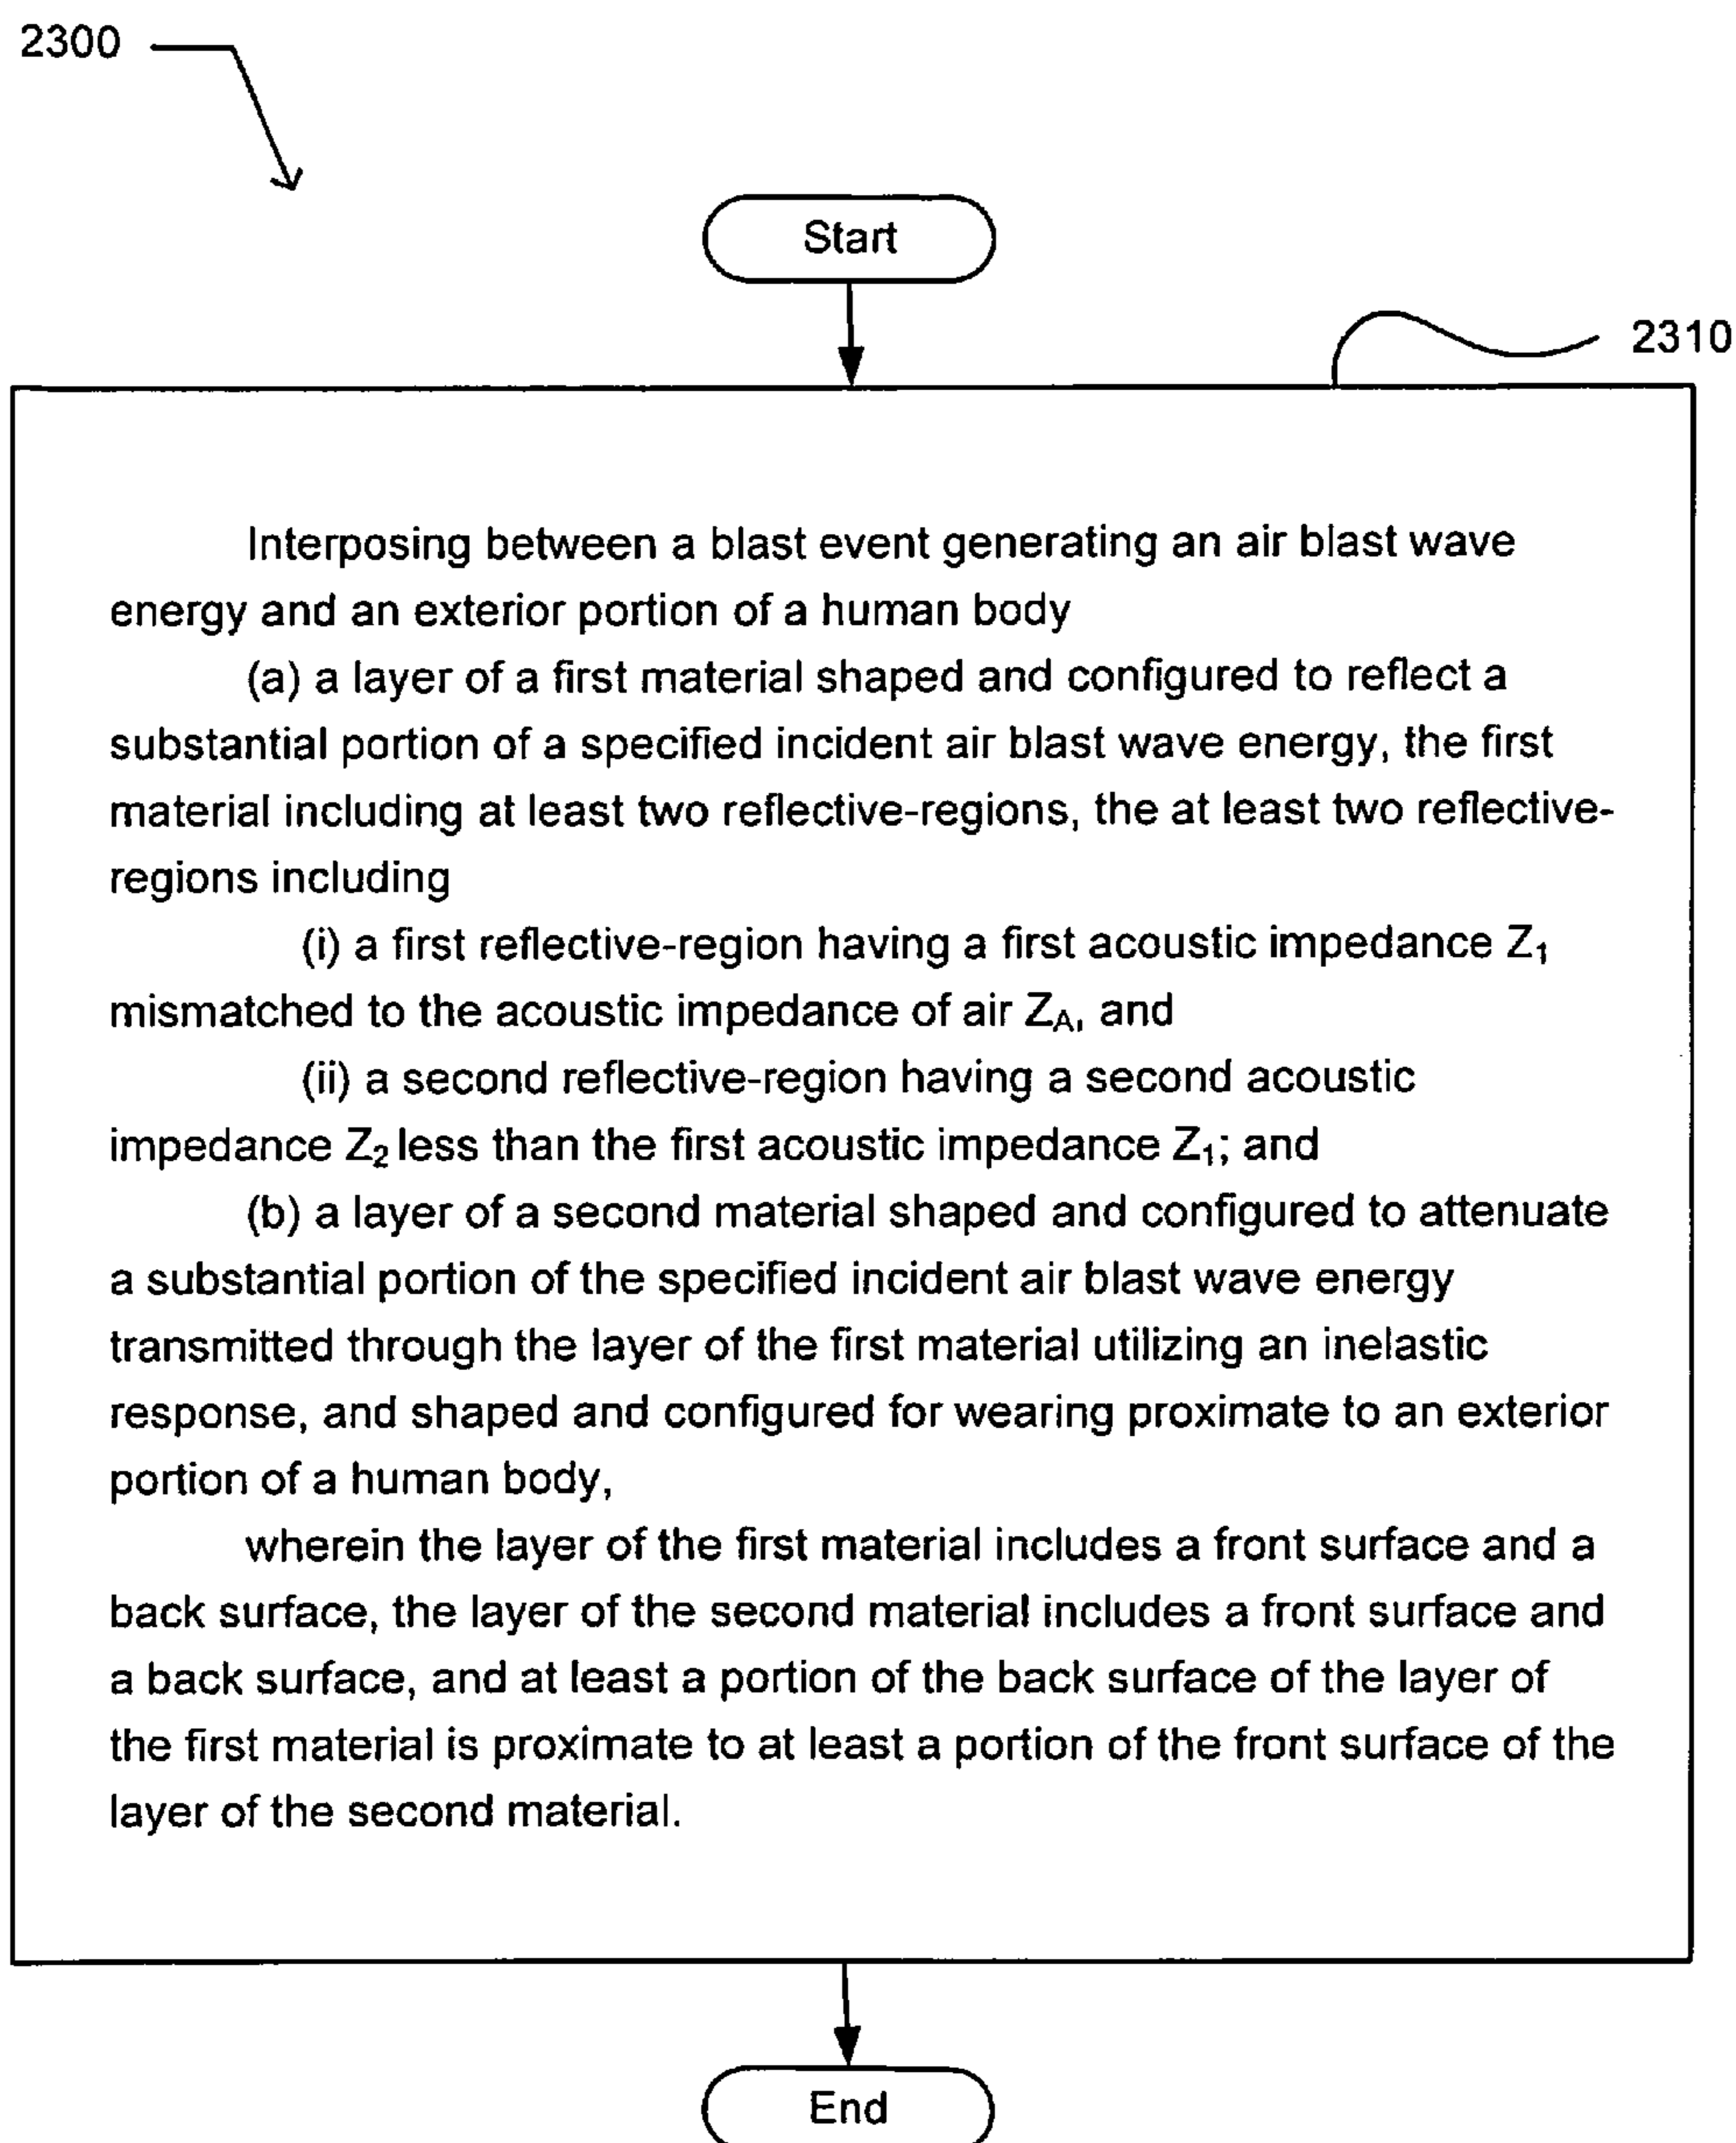 2300
Start
2310
Interposing between a blast event generating an air blast wave
energy and an exterior portion of a human body
(a) a layer of a first material shaped and configured to reflect a
substantial portion of a specified incident air blast wave energy, the first
material including at least two reflective-regions, the at least two reflective-
regions including
(i) a first reflective-region having a first acoustic impedance Z₁
mismatched to the acoustic impedance of air Z_A, and
(ii) a second reflective-region having a second acoustic
impedance Z₂ less than the first acoustic impedance Z₁; and
(b) a layer of a second material shaped and configured to attenuate
a substantial portion of the specified incident air blast wave energy
transmitted through the layer of the first material utilizing an inelastic
response, and shaped and configured for wearing proximate to an exterior
portion of a human body,
wherein the layer of the first material includes a front surface and a
back surface, the layer of the second material includes a front surface and
a back surface, and at least a portion of the back surface of the layer of
the first material is proximate to at least a portion of the front surface of the
layer of the second material.
End